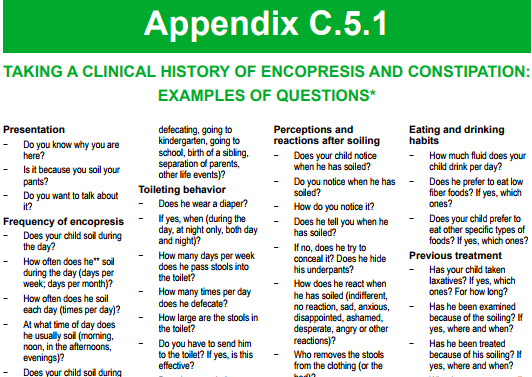 Appendix C.5.1
TAKING A CLINICAL HISTORY OF ENCOPRESIS AND CONSTIPATION:
EXAMPLES OF QUESTIONS*
Presentation
– Do you know why you are
here?
– Is it because you soil your
pants?
– Do you want to talk about
it?
Frequency of encopresis
– Does your child soil during
the day?
– How often does he** soil
during the day (days per
week; days per month)?
– How often does he soil
each day (times per day)?
– At what time of day does
he usually soil (morning,
noon, in the afternoons,
evenings)?
– Does your child soil during
defecating, going to
kindergarten, going to
school, birth of a sibling,
separation of parents,
other life events)?
Toileting behavior
– Does he wear a diaper?
– If yes, when (during the
day, at night only, both day
and night)?
– How many days per week
does he pass stools into
the toilet?
– How many times per day
does he defecate?
– How large are the stools in
the toilet?
– Do you have to send him
to the toilet? If yes, is this
effective?
Perceptions and
reactions after soiling
– Does your child notice
when he has soiled?
– Do you notice when he has
soiled?
– How do you notice it?
– Does he tell you when he
has soiled?
– If no, does he try to
conceal it? Does he hide
his underpants?
– How does he react when
he has soiled (indifferent,
no reaction, sad, anxious,
disappointed, ashamed,
desperate, angry or other
reactions)?
– Who removes the stools
from the clothing (or the
Eating and drinking
habits
– How much fluid does your
child drink per day?
– Does he prefer to eat low
fiber foods? If yes, which
ones?
– Does your child prefer to
eat other specific types of
foods? If yes, which ones?
Previous treatment
– Has your child taken
laxatives? If yes, which
ones? For how long?
– Has he been examined
because of the soiling? If
yes, where and when?
– Has he been treated
because of his soiling? If
yes, where and when?